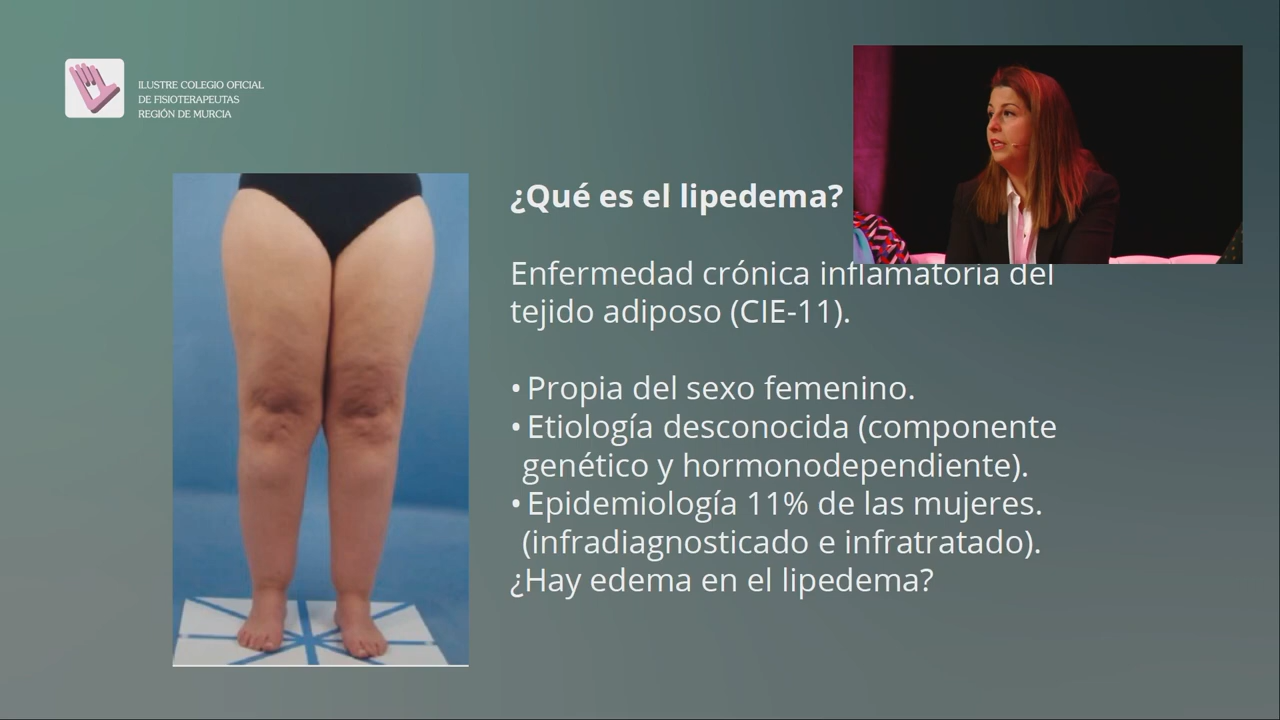 ILUSTRE COLEGIO OFICIAL
DE FISIOTERAPEUTAS
REGIÓN DE MURCIA
¿Qué es el lipedema?
Enfermedad crónica inflamatoria del
tejido adiposo (CIE-11).
• Propia del sexo femenino.
• Etiología desconocida (componente
genético y hormonodependiente).
• Epidemiología 11% de las mujeres.
(infradiagnosticado e infratratado).
¿Hay edema en el lipedema?